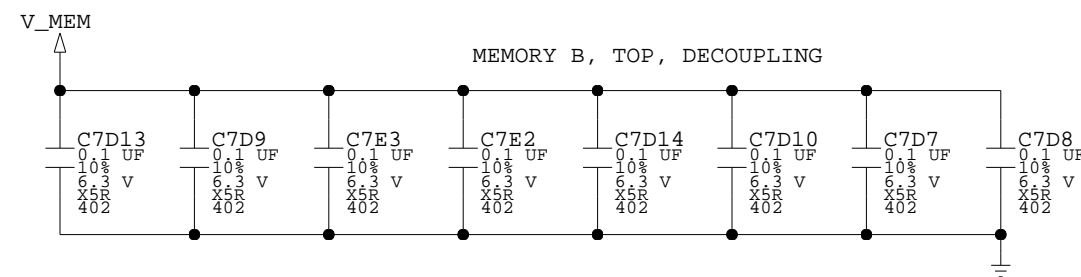 V_MEM
MEMORY B, TOP, DECOUPLING
C7D13
0.1 UF
10%
6.3 V
X5R
402
C7D9
0.1 UF
10%
6.3 V
X5R
402
C7E3
0.1 UF
10%
6.3 V
X5R
402
C7E2
0.1 UF
10%
6.3 V
X5R
402
C7D14
0.1 UF
10%
6.3 V
X5R
402
C7D10
0.1 UF
10%
6.3 V
X5R
402
C7D7
0.1 UF
10%
6.3 V
X5R
402
C7D8
0.1 UF
10%
6.3 V
X5R
402